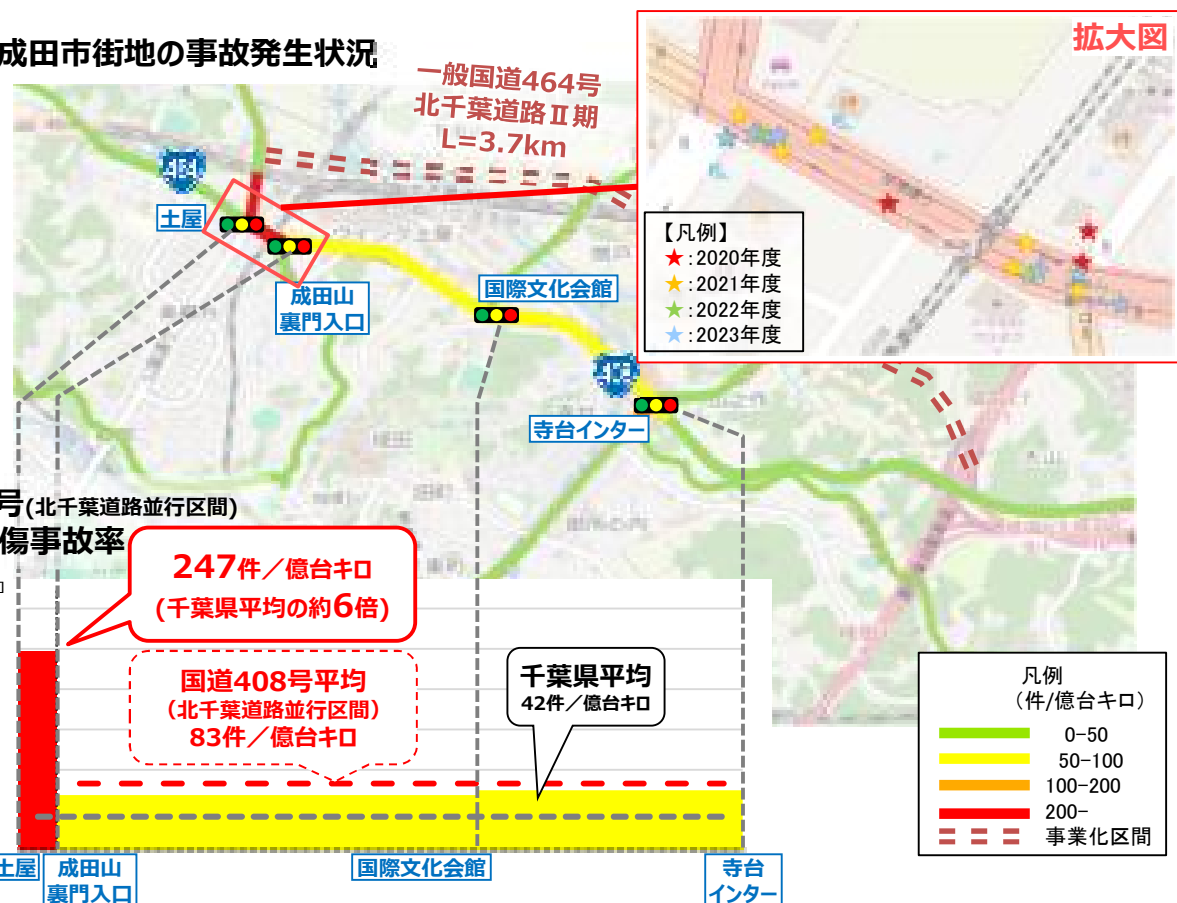 成田市街地の事故発生状況
一般国道464号
北千葉道路Ⅱ期
L=3.7km
拡大図
【凡例】
★:2020年度
★:2021年度
★:2022年度
★:2023年度
464
土屋
成田山
裏門入口
国際文化会館
寺台インター
号(北千葉道路並行区間)
傷事故率
247件／億台キロ
(千葉県平均の約6倍)
国道408号平均
(北千葉道路並行区間)
83件／億台キロ
千葉県平均
42件／億台キロ
凡例
(件/億台キロ)
0-50
50-100
100-200
200-
事業化区間
土屋
成田山
裏門入口
国際文化会館
寺台
インター